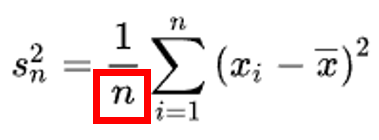 s_n^2 = \frac{1}{n} \sum_{i=1}^{n} (x_i - \overline{x})^2